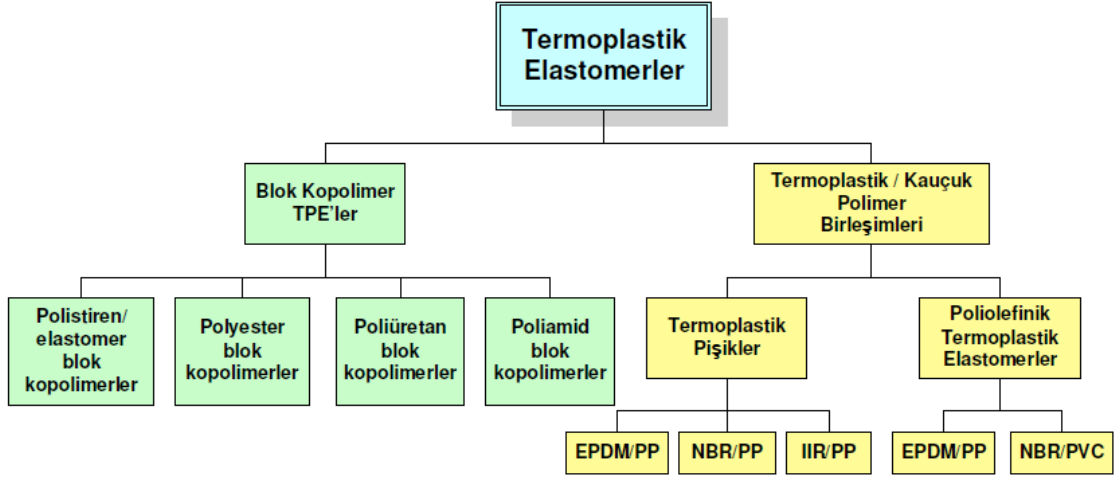 Termoplastik
Elastomerler
Blok Kopolimer
TPE'ler
Termoplastik / Kauçuk
Polimer
Birleşimleri
Polistiren/
elastomer
blok
kopolimerler
Polyester
blok
kopolimerler
Poliüretan
blok
kopolimerler
Poliamid
blok
kopolimerler
Termoplastik
Pişikler
Poliolefinik
Termoplastik
Elastomerler
EPDM/PP
NBR/PP
IIR/PP
EPDM/PP
NBR/PVC